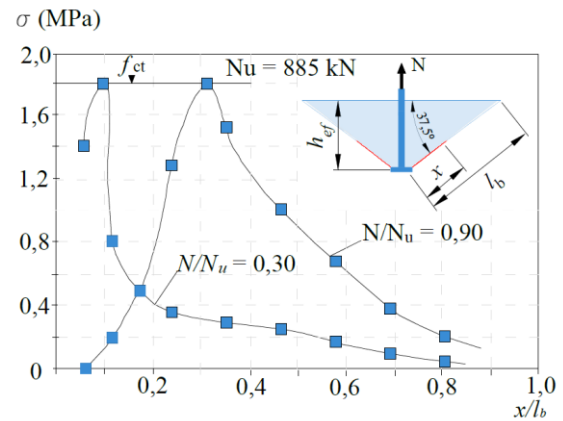 σ (MPa)
2,0
f_ct
Nu = 885 kN
N
1,6
37,5°
h_ef
1,2
x
l_b
0,8
N/N_u = 0,90
N/N_u = 0,30
0,4
0
0,2
0,4
0,6
0,8
1,0
x/l_b